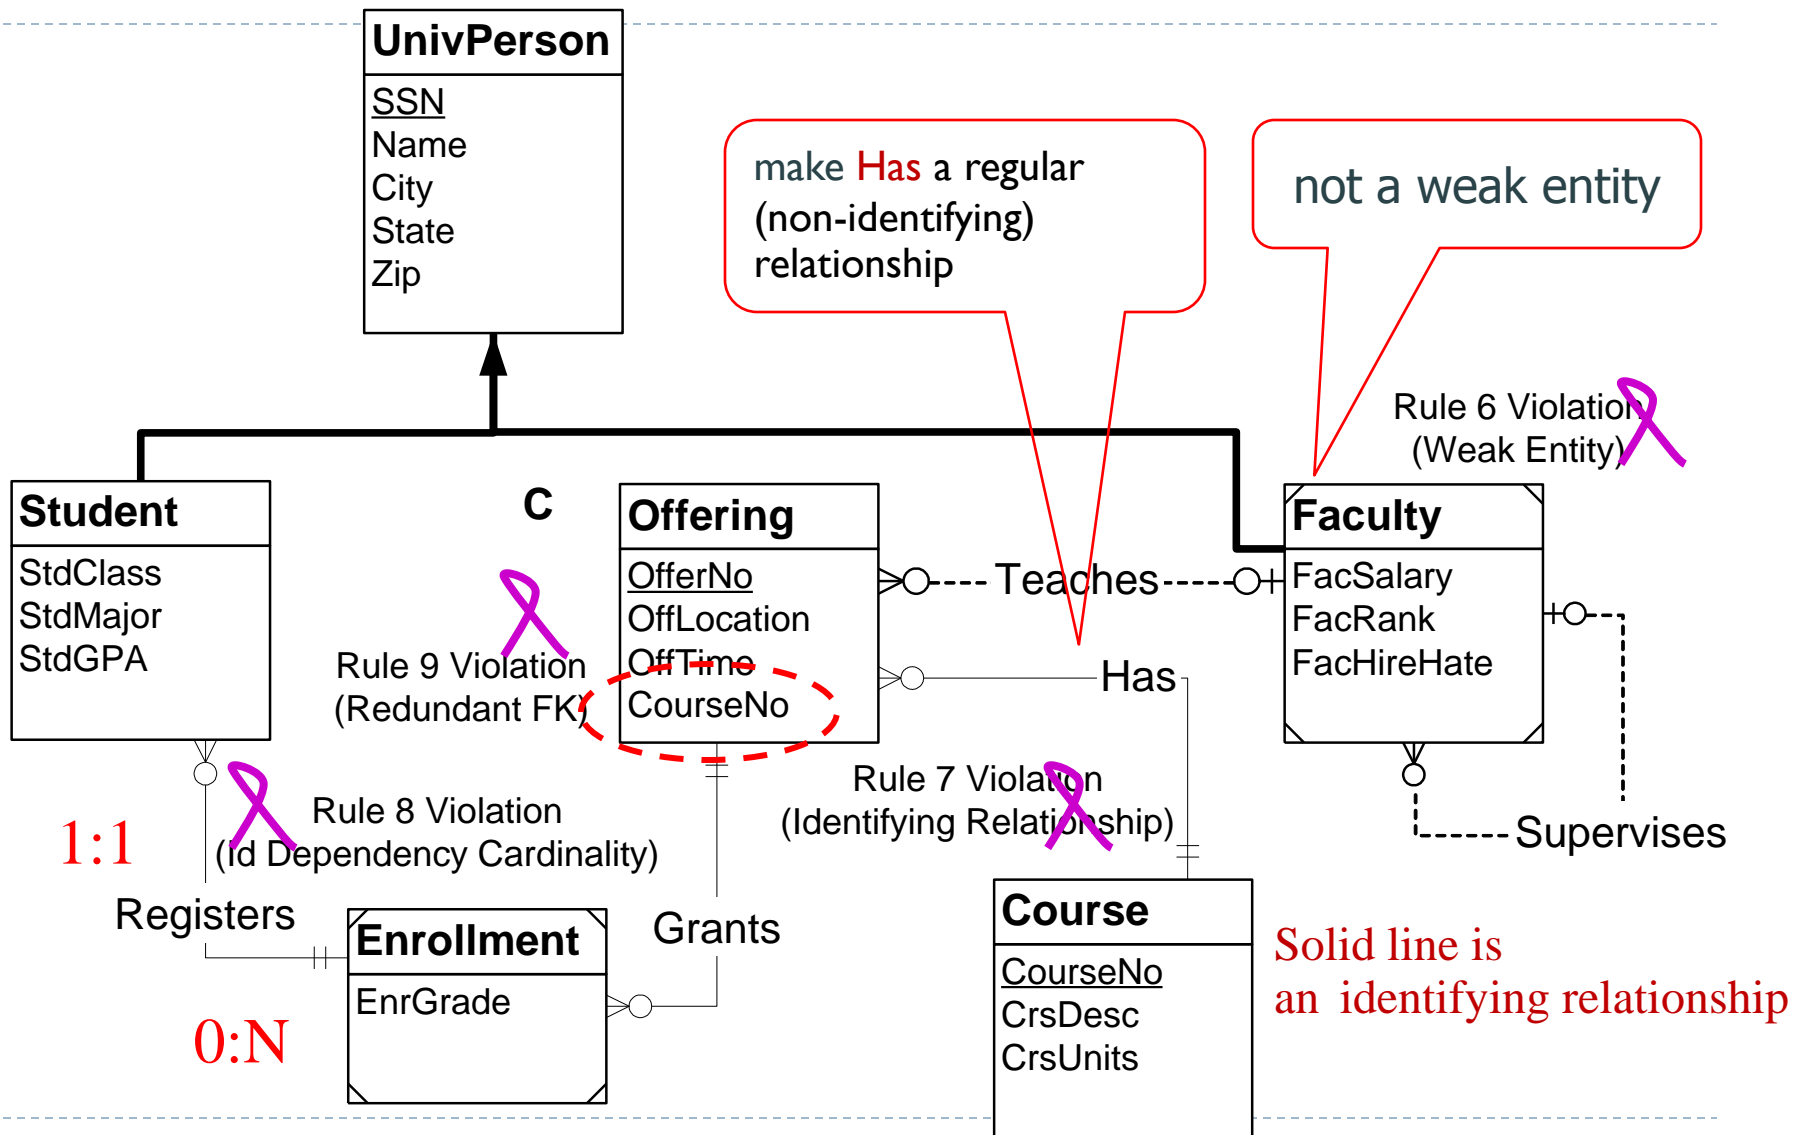 UnivPerson
SSN
Name
City
State
Zip
make Has a regular
(non-identifying)
relationship
not a weak entity
Rule 6 Violation
(Weak Entity)
Student
StdClass
StdMajor
StdGPA
C
Offering
OfferNo
OffLocation
OffTime
CourseNo
Teaches
Has
Faculty
FacSalary
FacRank
FacHireHate
Rule 9 Violation
(Redundant FK)
Rule 8 Violation
(Id Dependency Cardinality)
Rule 7 Violation
(Identifying Relationship)
Supervises
1:1
Registers
0:N
Enrollment
EnrGrade
Grants
Course
CourseNo
CrsDesc
CrsUnits
Solid line is
an identifying relationship